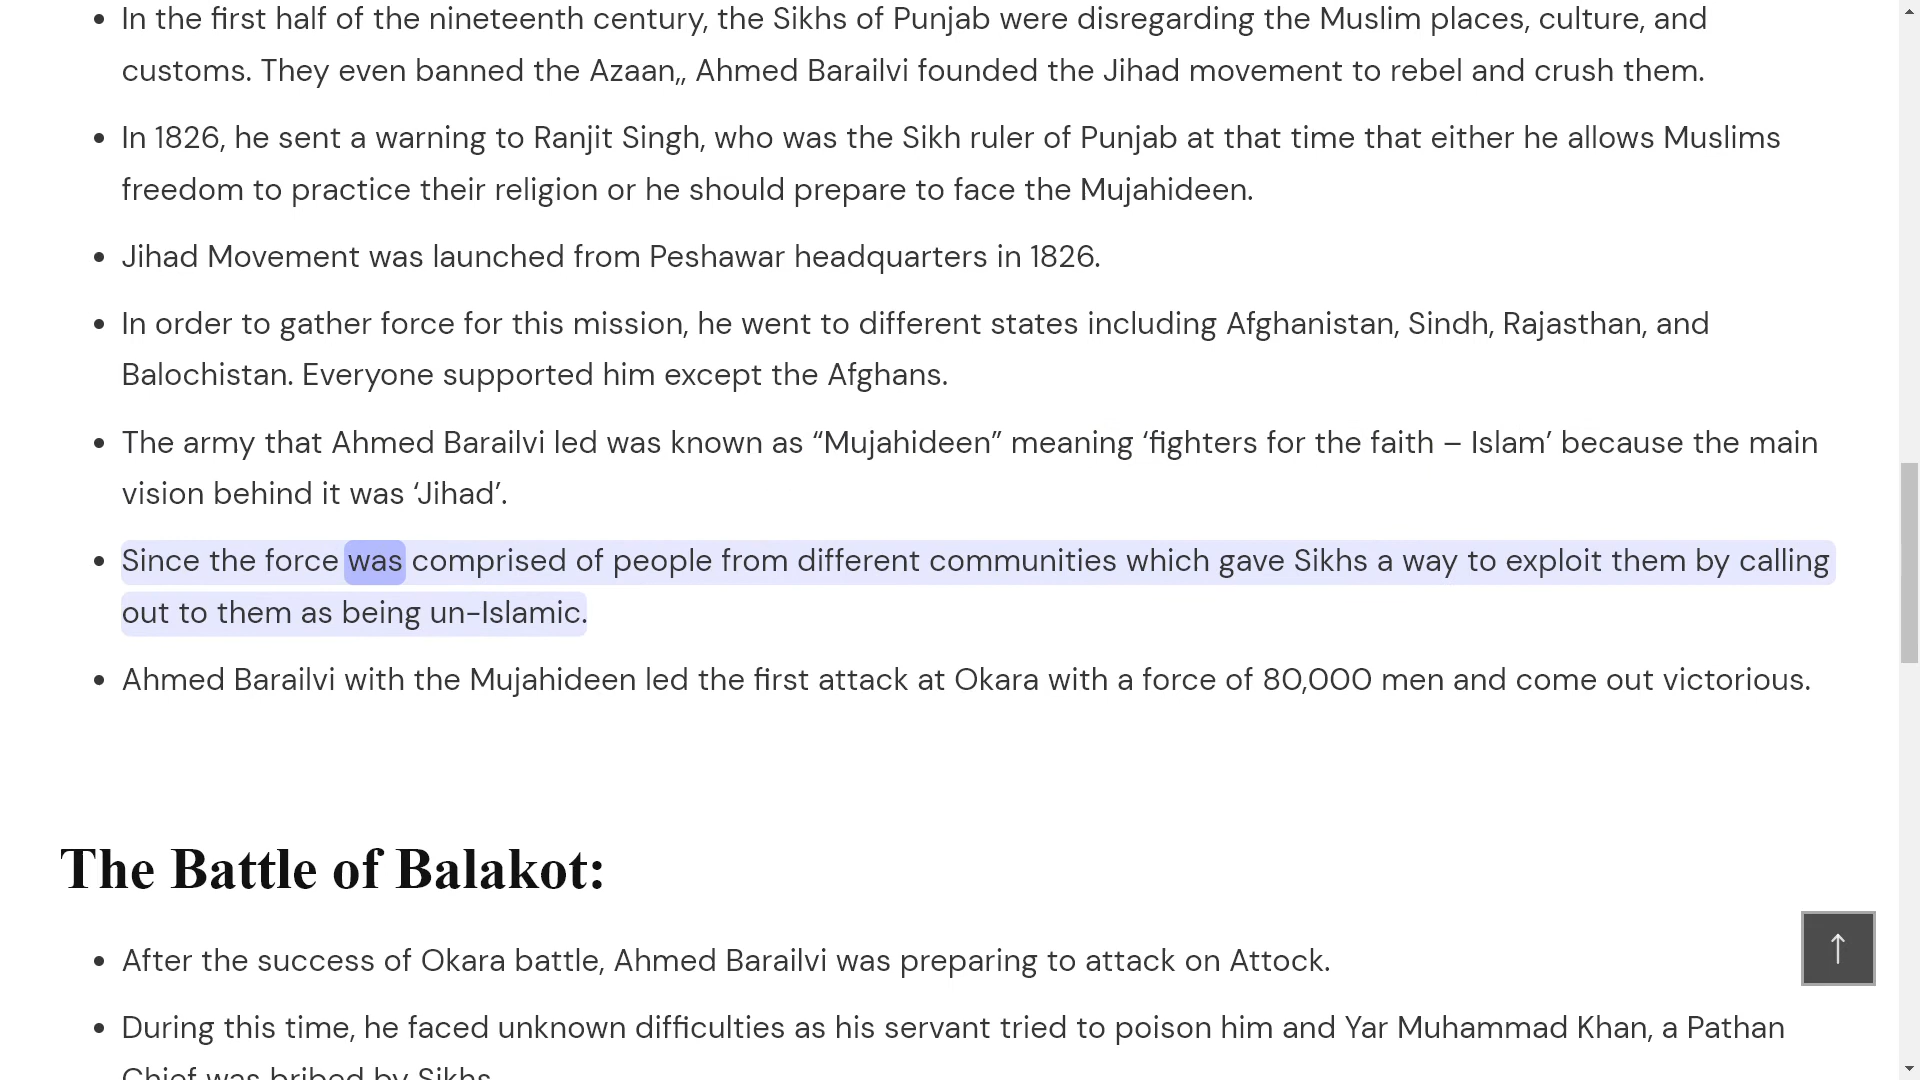 • In the first half of the nineteenth century, the Sikhs of Punjab were disregarding the Muslim places, culture, and
customs. They even banned the Azaan,, Ahmed Barailvi founded the Jihad movement to rebel and crush them.
• In 1826, he sent a warning to Ranjit Singh, who was the Sikh ruler of Punjab at that time that either he allows Muslims
freedom to practice their religion or he should prepare to face the Mujahideen.
• Jihad Movement was launched from Peshawar headquarters in 1826.
• In order to gather force for this mission, he went to different states including Afghanistan, Sindh, Rajasthan, and
Balochistan. Everyone supported him except the Afghans.
• The army that Ahmed Barailvi led was known as “Mujahideen” meaning ‘fighters for the faith – Islam’ because the main
vision behind it was ‘Jihad’.
• Since the force was comprised of people from different communities which gave Sikhs a way to exploit them by calling
out to them as being un-Islamic.
• Ahmed Barailvi with the Mujahideen led the first attack at Okara with a force of 80,000 men and come out victorious.
The Battle of Balakot:
• After the success of Okara battle, Ahmed Barailvi was preparing to attack on Attock.
• During this time, he faced unknown difficulties as his servant tried to poison him and Yar Muhammad Khan, a Pathan
Chief was bribed by Sikhs.